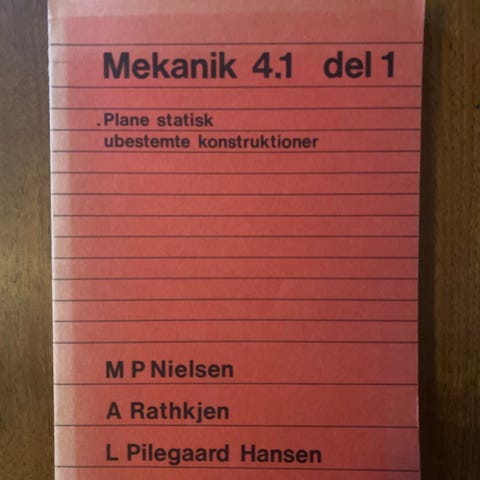 Mekanik 4.1 del 1
.Plane statisk
ubestemte konstruktioner
M P Nielsen
A Rathkjen
L Pilegaard Hansen